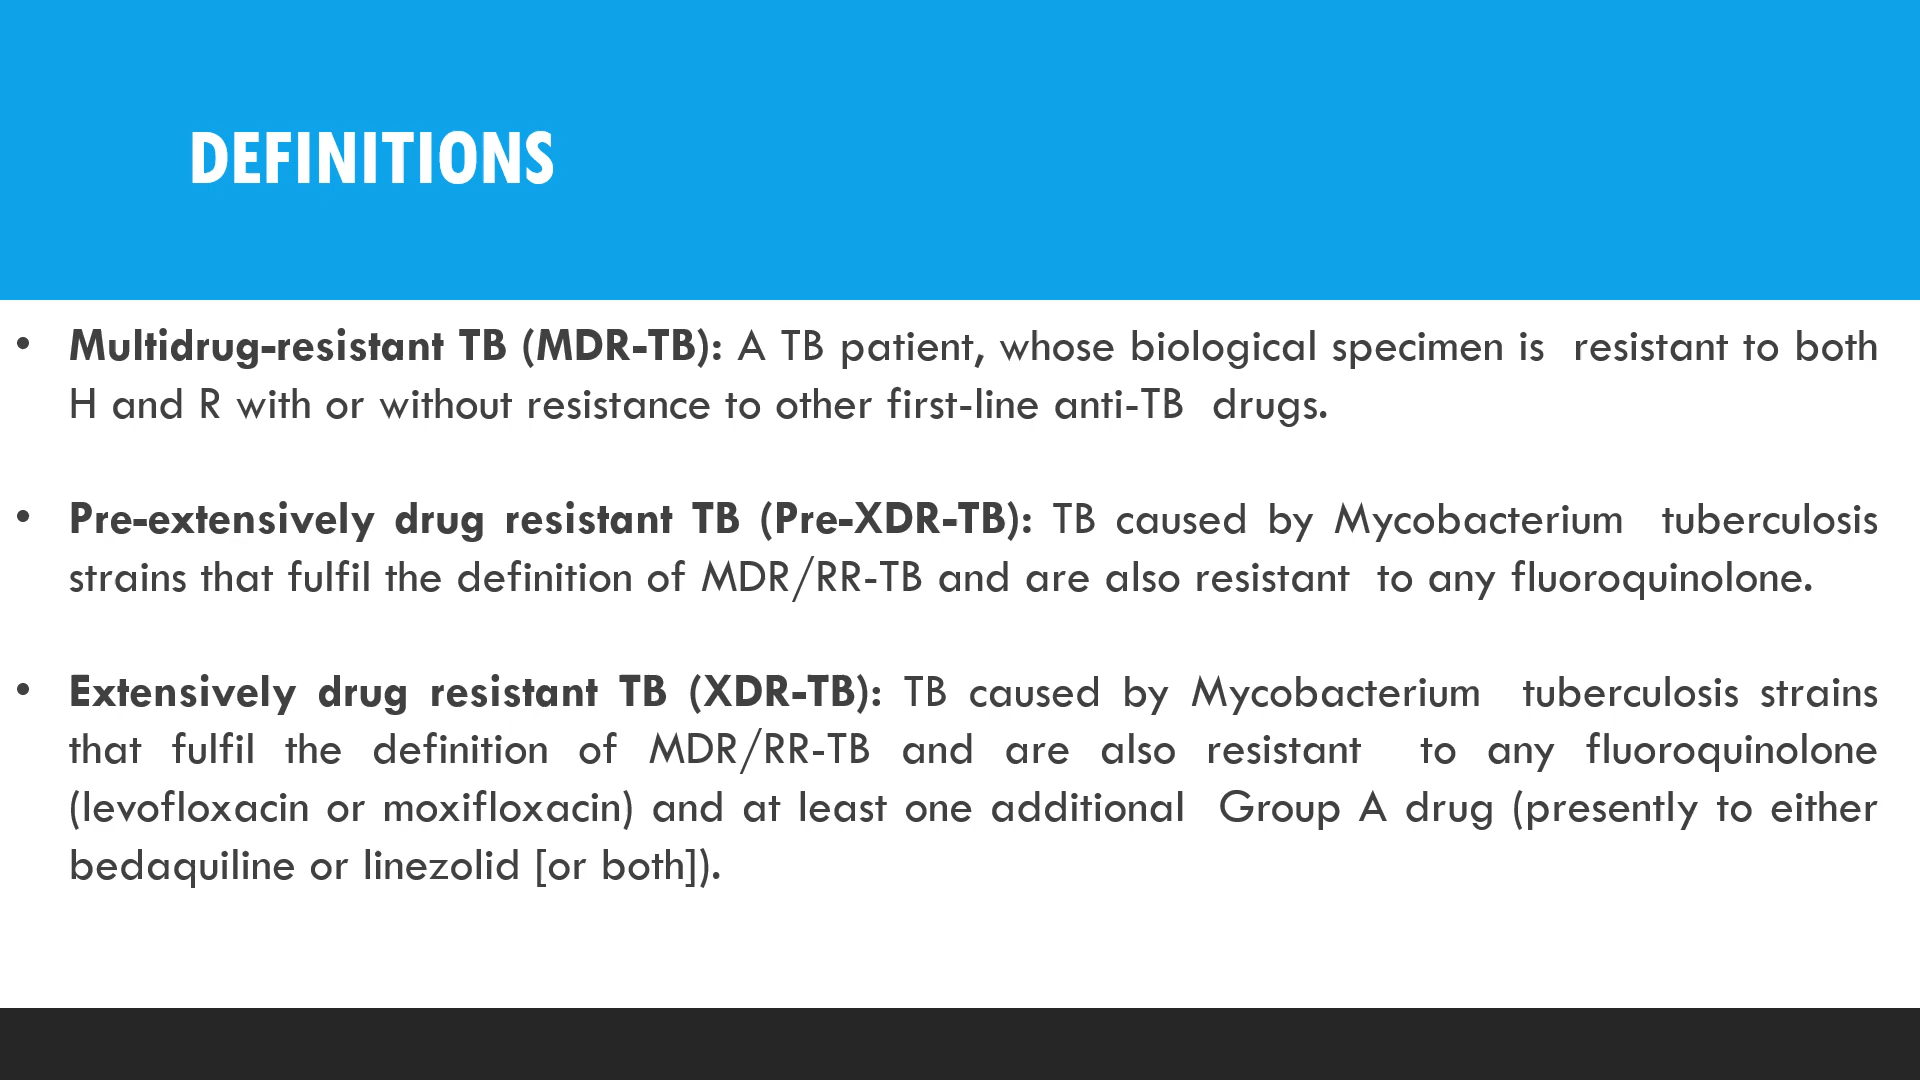 DEFINITIONS
• Multidrug-resistant TB (MDR-TB): A TB patient, whose biological specimen is resistant to both
H and R with or without resistance to other first-line anti-TB drugs.
• Pre-extensively drug resistant TB (Pre-XDR-TB): TB caused by Mycobacterium tuberculosis
strains that fulfil the definition of MDR/RR-TB and are also resistant to any fluoroquinolone.
• Extensively drug resistant TB (XDR-TB): TB caused by Mycobacterium tuberculosis strains
that fulfil the definition of MDR/RR-TB and are also resistant to any fluoroquinolone
(levofloxacin or moxifloxacin) and at least one additional Group A drug (presently to either
bedaquiline or linezolid [or both]).